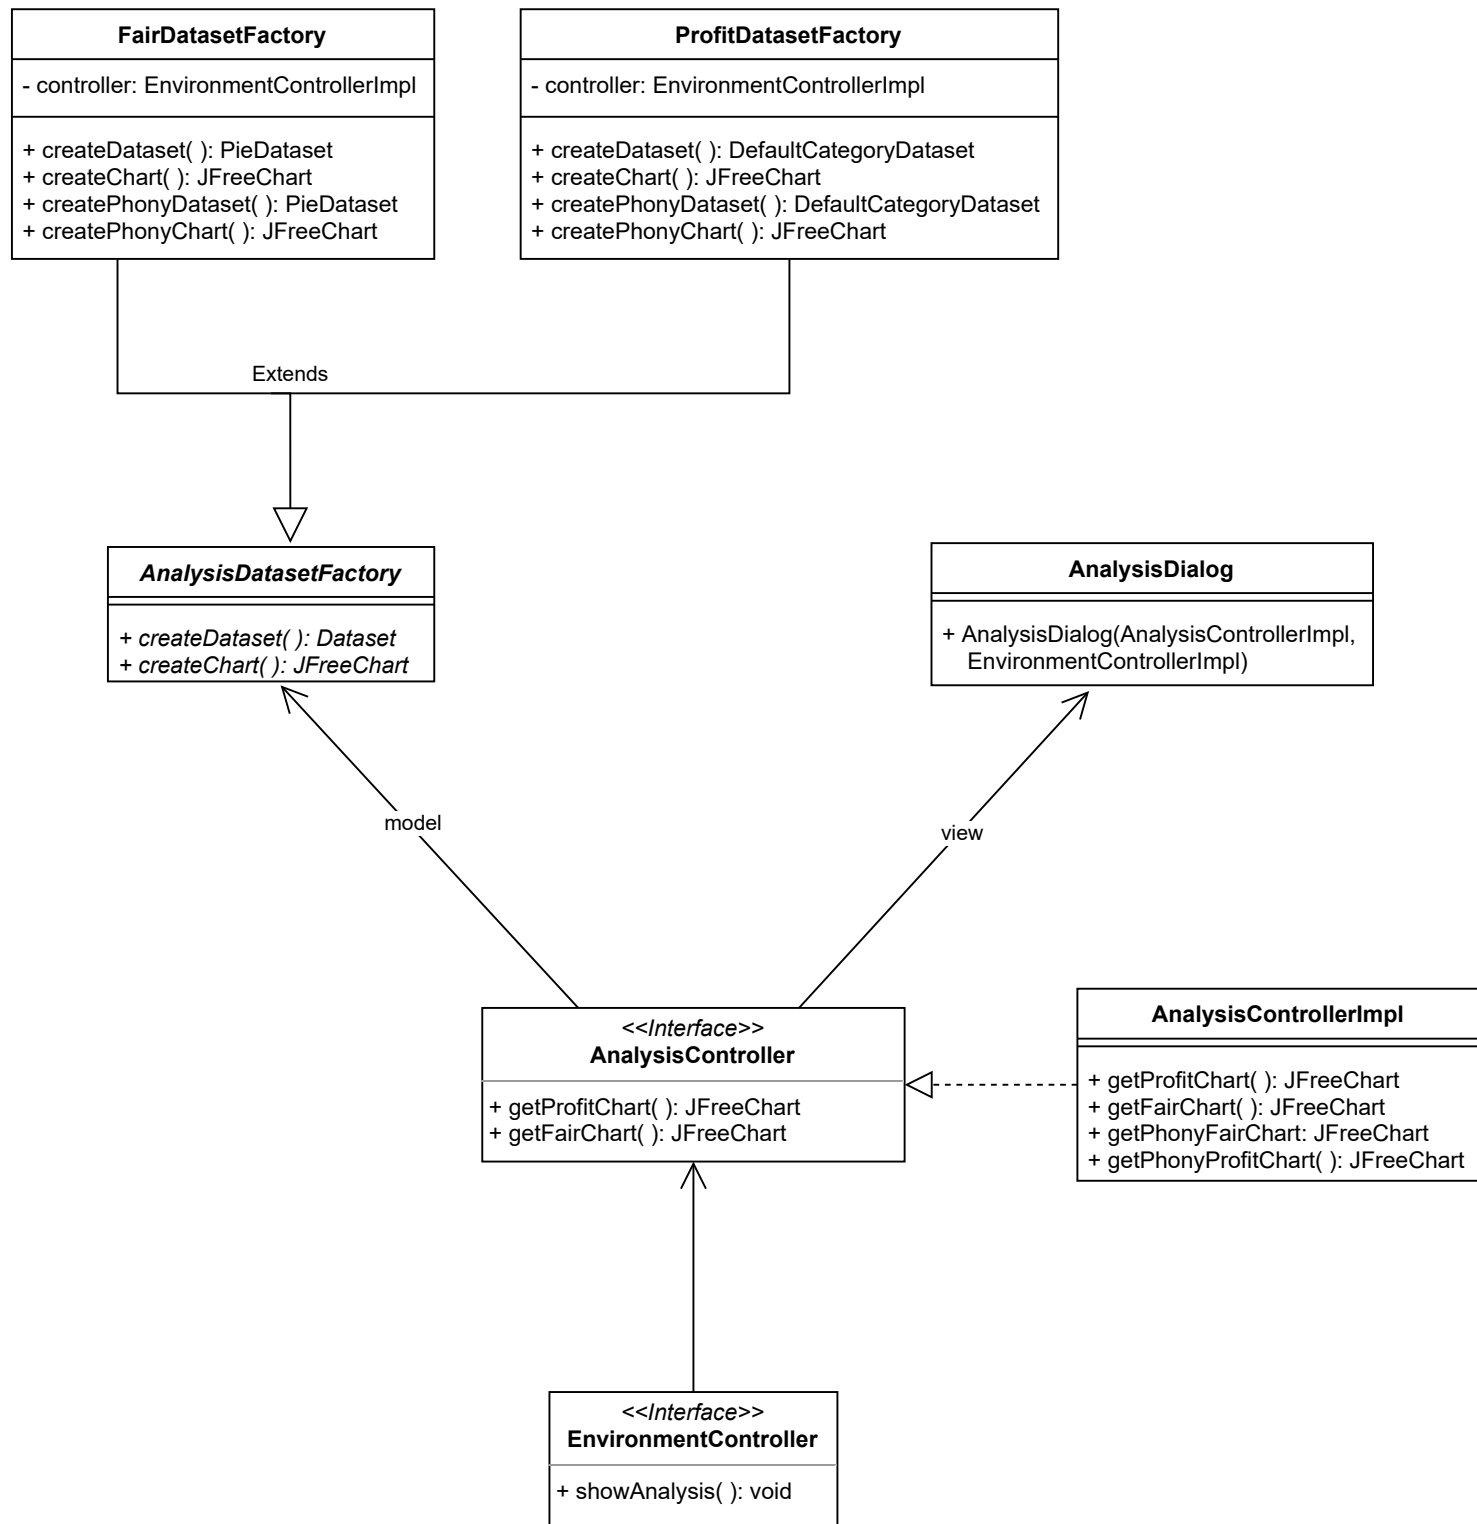 FairDatasetFactory
- controller: EnvironmentControllerImpl
+ createDataset( ): PieDataset
+ createChart( ): JFreeChart
+ createPhonyDataset( ): PieDataset
+ createPhonyChart( ): JFreeChart
ProfitDatasetFactory
- controller: EnvironmentControllerImpl
+ createDataset( ): DefaultCategoryDataset
+ createChart( ): JFreeChart
+ createPhonyDataset( ): DefaultCategoryDataset
+ createPhonyChart( ): JFreeChart
Extends
AnalysisDatasetFactory
+ createDataset( ): Dataset
+ createChart( ): JFreeChart
AnalysisDialog
+ AnalysisDialog(AnalysisControllerImpl,
EnvironmentControllerImpl)
model
view
<<Interface>>
AnalysisController
+ getProfitChart( ): JFreeChart
+ getFairChart( ): JFreeChart
AnalysisControllerImpl
+ getProfitChart( ): JFreeChart
+ getFairChart( ): JFreeChart
+ getPhonyFairChart: JFreeChart
+ getPhonyProfitChart( ): JFreeChart
<<Interface>>
EnvironmentController
+ showAnalysis( ): void